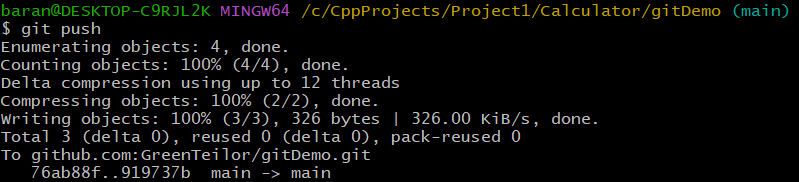 baran@DESKTOP-C9RJL2K MINGW64 /c/CppProjects/Project1/Calculator/gitDemo (main)
$ git push
Enumerating objects: 4, done.
Counting objects: 100% (4/4), done.
Delta compression using up to 12 threads
Compressing objects: 100% (2/2), done.
Writing objects: 100% (3/3), 326 bytes | 326.00 KiB/s, done.
Total 3 (delta 0), reused 0 (delta 0), pack-reused 0
To github.com:GreenTeilor/gitDemo.git
   76ab88f..919737b  main -> main